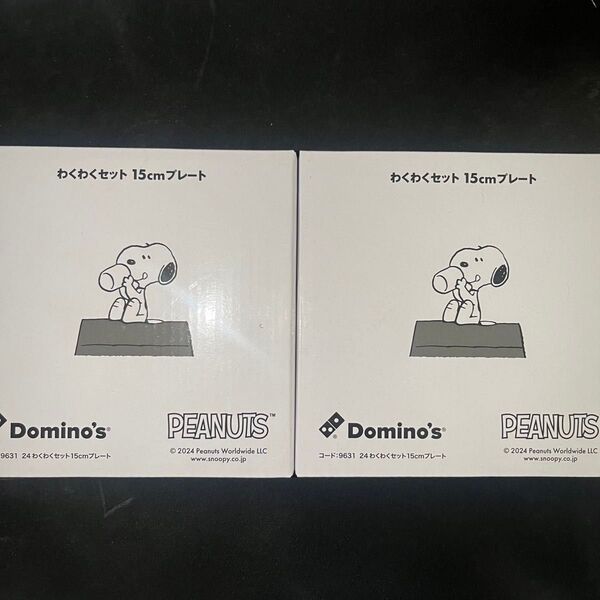 わくわくセット 15cmプレート
Domino's®
PEANUTS™
9631 24 わくわくセット15cmプレート
© 2024 Peanuts Worldwide LLC
www.snoopy.co.jp
わくわくセット 15cmプレート
Domino's®
PEANUTS
コード:9631 24 わくわくセット15cmプレート
© 2024 Peanuts Worldwide LLC
www.snoopy.co.jp